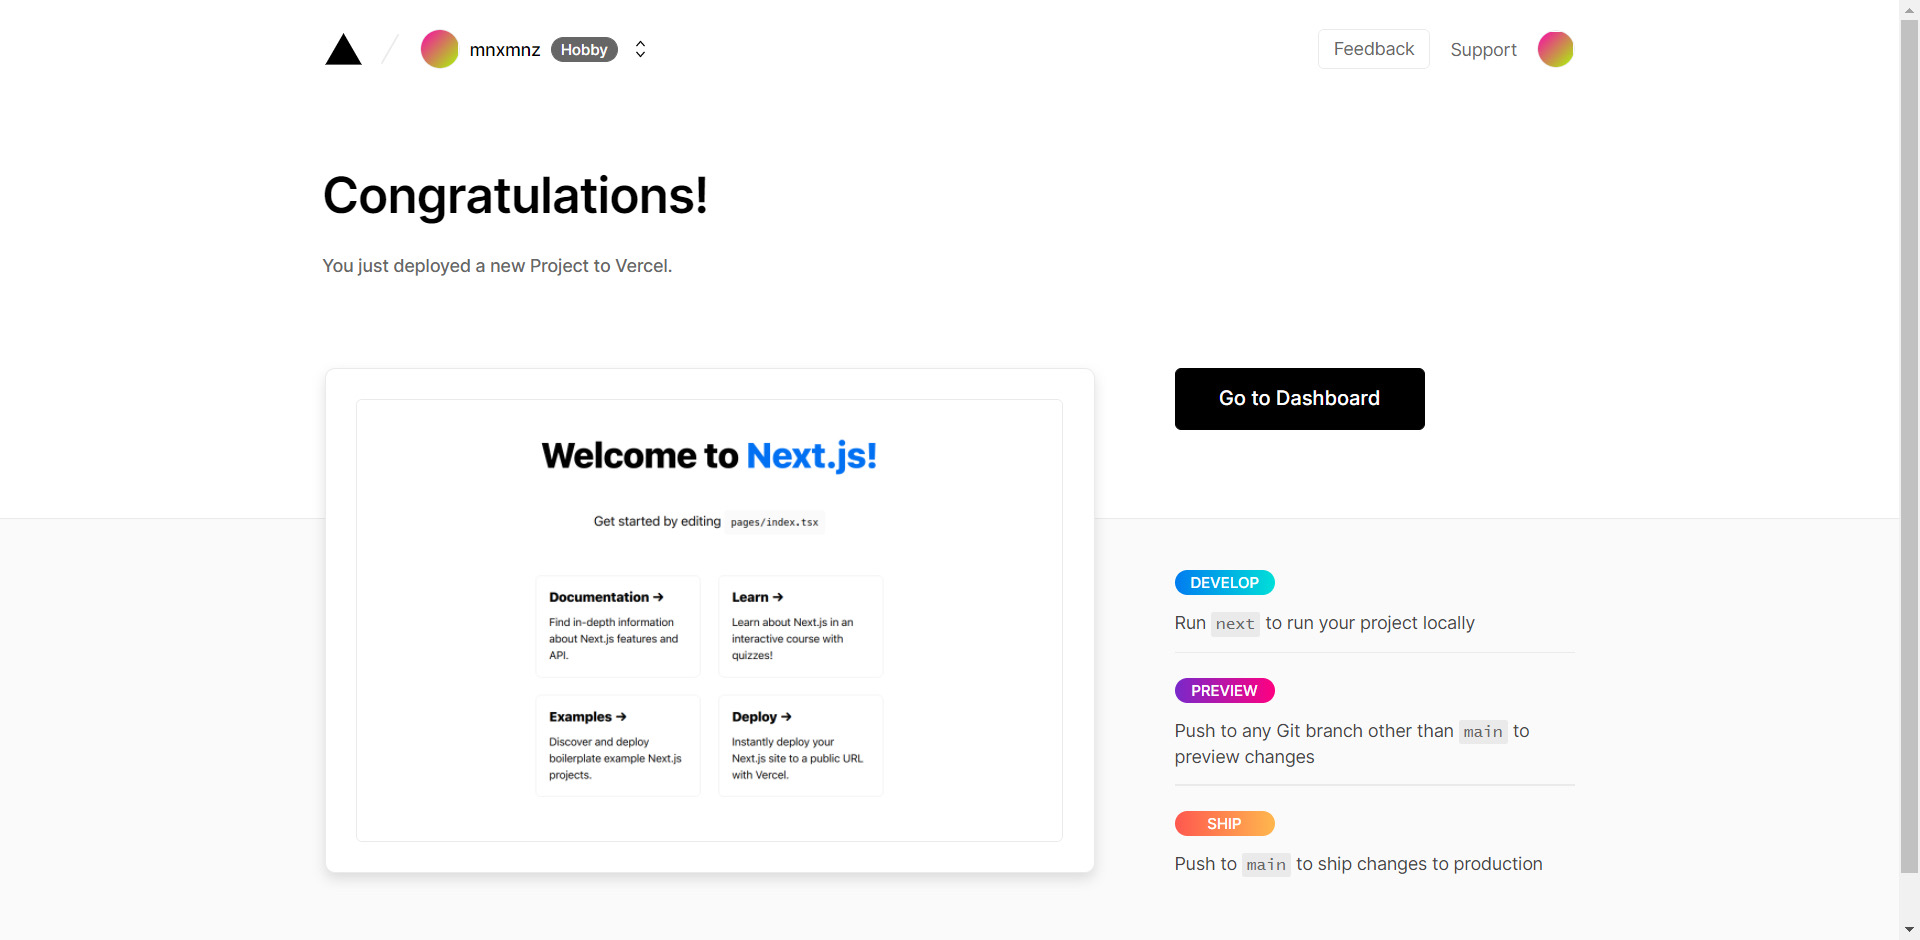 mnxmnz Hobby
Feedback Support
Congratulations!
You just deployed a new Project to Vercel.
Welcome to Next.js!
Get started by editing pages/index.tsx
Documentation →
Find in-depth information
about Next.js features and
API.
Learn →
Learn about Next.js in an
interactive course with
quizzes!
Examples →
Discover and deploy
boilerplate example Next.js
projects.
Deploy →
Instantly deploy your
Next.js site to a public URL
with Vercel.
Go to Dashboard
DEVELOP
Run next to run your project locally
PREVIEW
Push to any Git branch other than main to
preview changes
SHIP
Push to main to ship changes to production